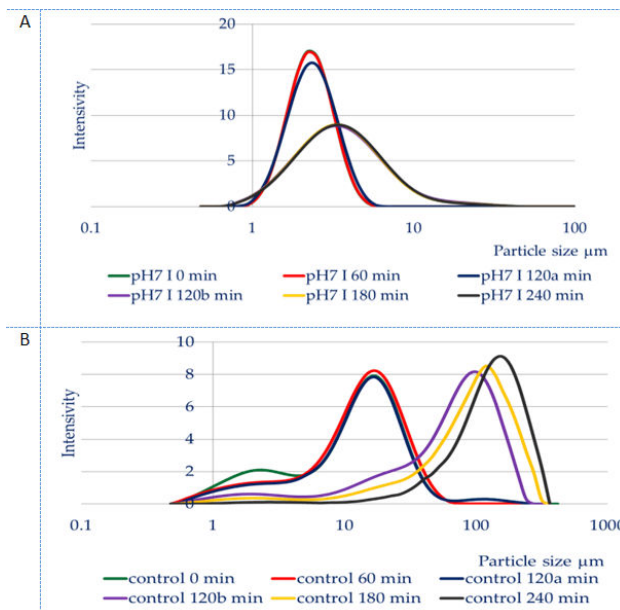 A
20
15
10
5
0
Intensivity
0.1 1 10 100
Particle size µm
pH7 I 0 min pH7 I 60 min pH7 I 120a min
pH7 I 120b min pH7 I 180 min pH7 I 240 min
B
10
8
6
4
2
0
Intensivity
0.1 1 10 100 1000
Particle size µm
control 0 min control 60 min control 120a min
control 120b min control 180 min control 240 min